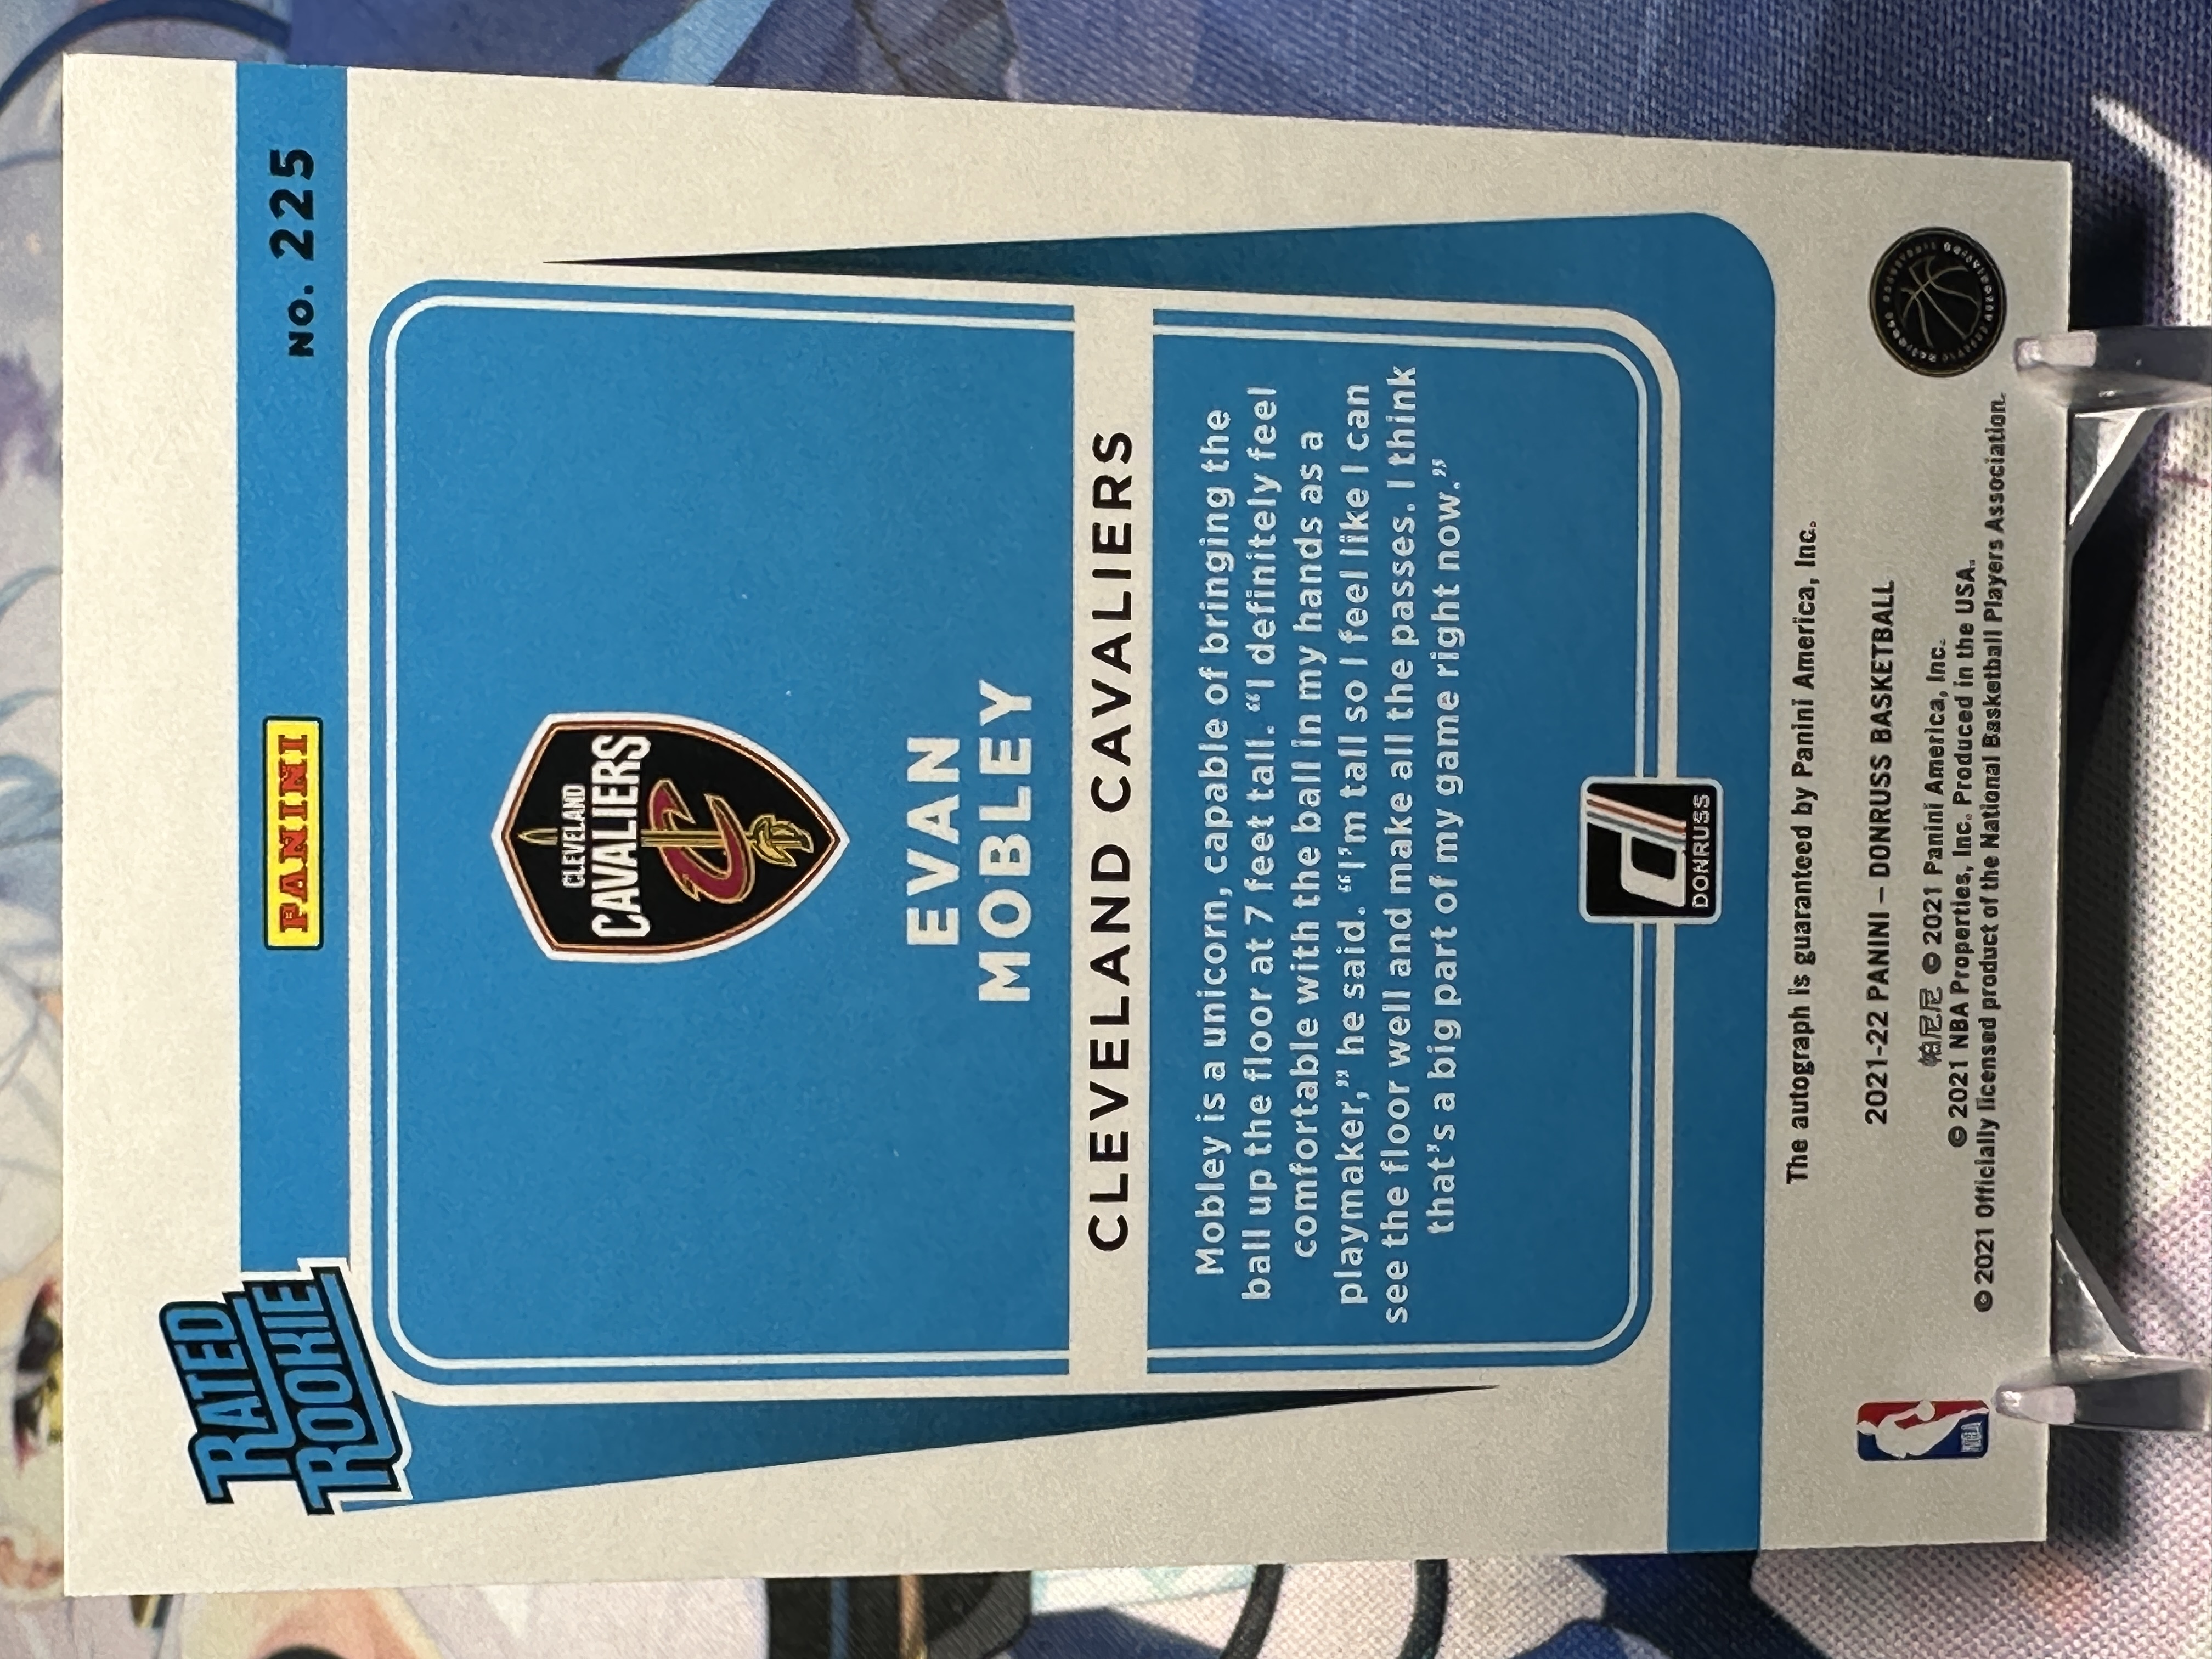 RATED
ROOKIE
PANINI
No. 225
CLEVELAND
CAVALIERS
EVAN
MOBLEY
CLEVELAND CAVALIERS
Mobley is a unicorn, capable of bringing the
ball up the floor at 7 feet tall. “I definitely feel
comfortable with the ball in my hands as a
playmaker,” he said. “I’m tall so I feel like I can
see the floor well and make all the passes. I think
that’s a big part of my game right now.”
DONRUSS
The autograph is guaranteed by Panini America, Inc.
2021-22 PANINI – DONRUSS BASKETBALL
帕尼尼 © 2021 Panini America, Inc.
© 2021 NBA Properties, Inc. Produced in the USA.
© 2021 Officially licensed product of the National Basketball Players Association.
NBA